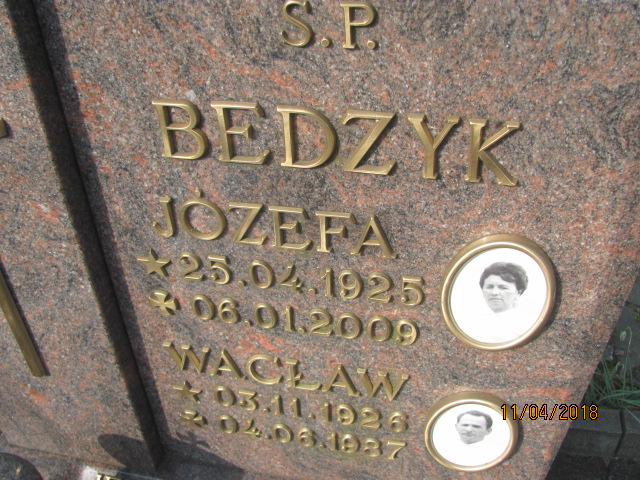 S.P.
BEDZYK
JÓZEFA
25.04.1925
06.01.2009
WACŁAW
03.11.1926
04.06.1987
11/04/2018